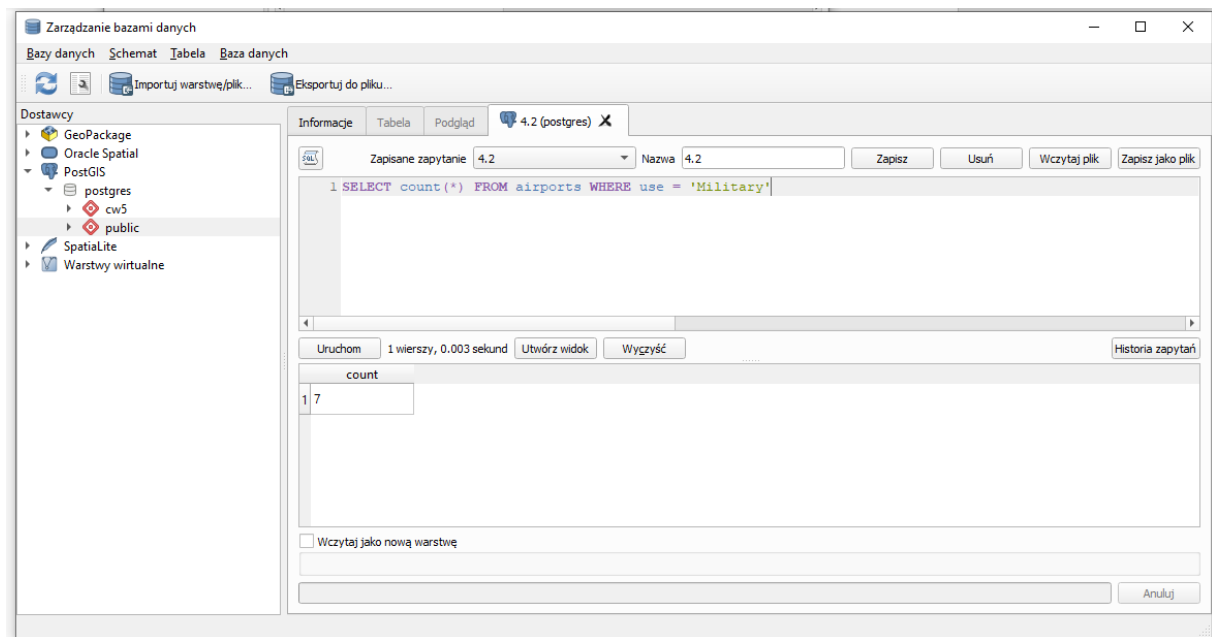 Zarządzanie bazami danych
Bazy danych Schemat Tabela Baza danych
Importuj warstwę/plik... Eksportuj do pliku...
Dostawcy
GeoPackage
Oracle Spatial
PostGIS
postgres
cw5
public
SpatiaLite
Warstwy wirtualne
Informacje Tabela Podgląd 4.2 (postgres)
SQL Zapisane zapytanie 4.2 Nazwa 4.2 Zapisz Usuń Wczytaj plik Zapisz jako plik
1 SELECT count(*) FROM airports WHERE use = 'Military'
Uruchom 1 wierszy, 0.003 sekund Utwórz widok Wyczyść Historia zapytań
count
1 7
Wczytaj jako nową warstwę
Anuluj